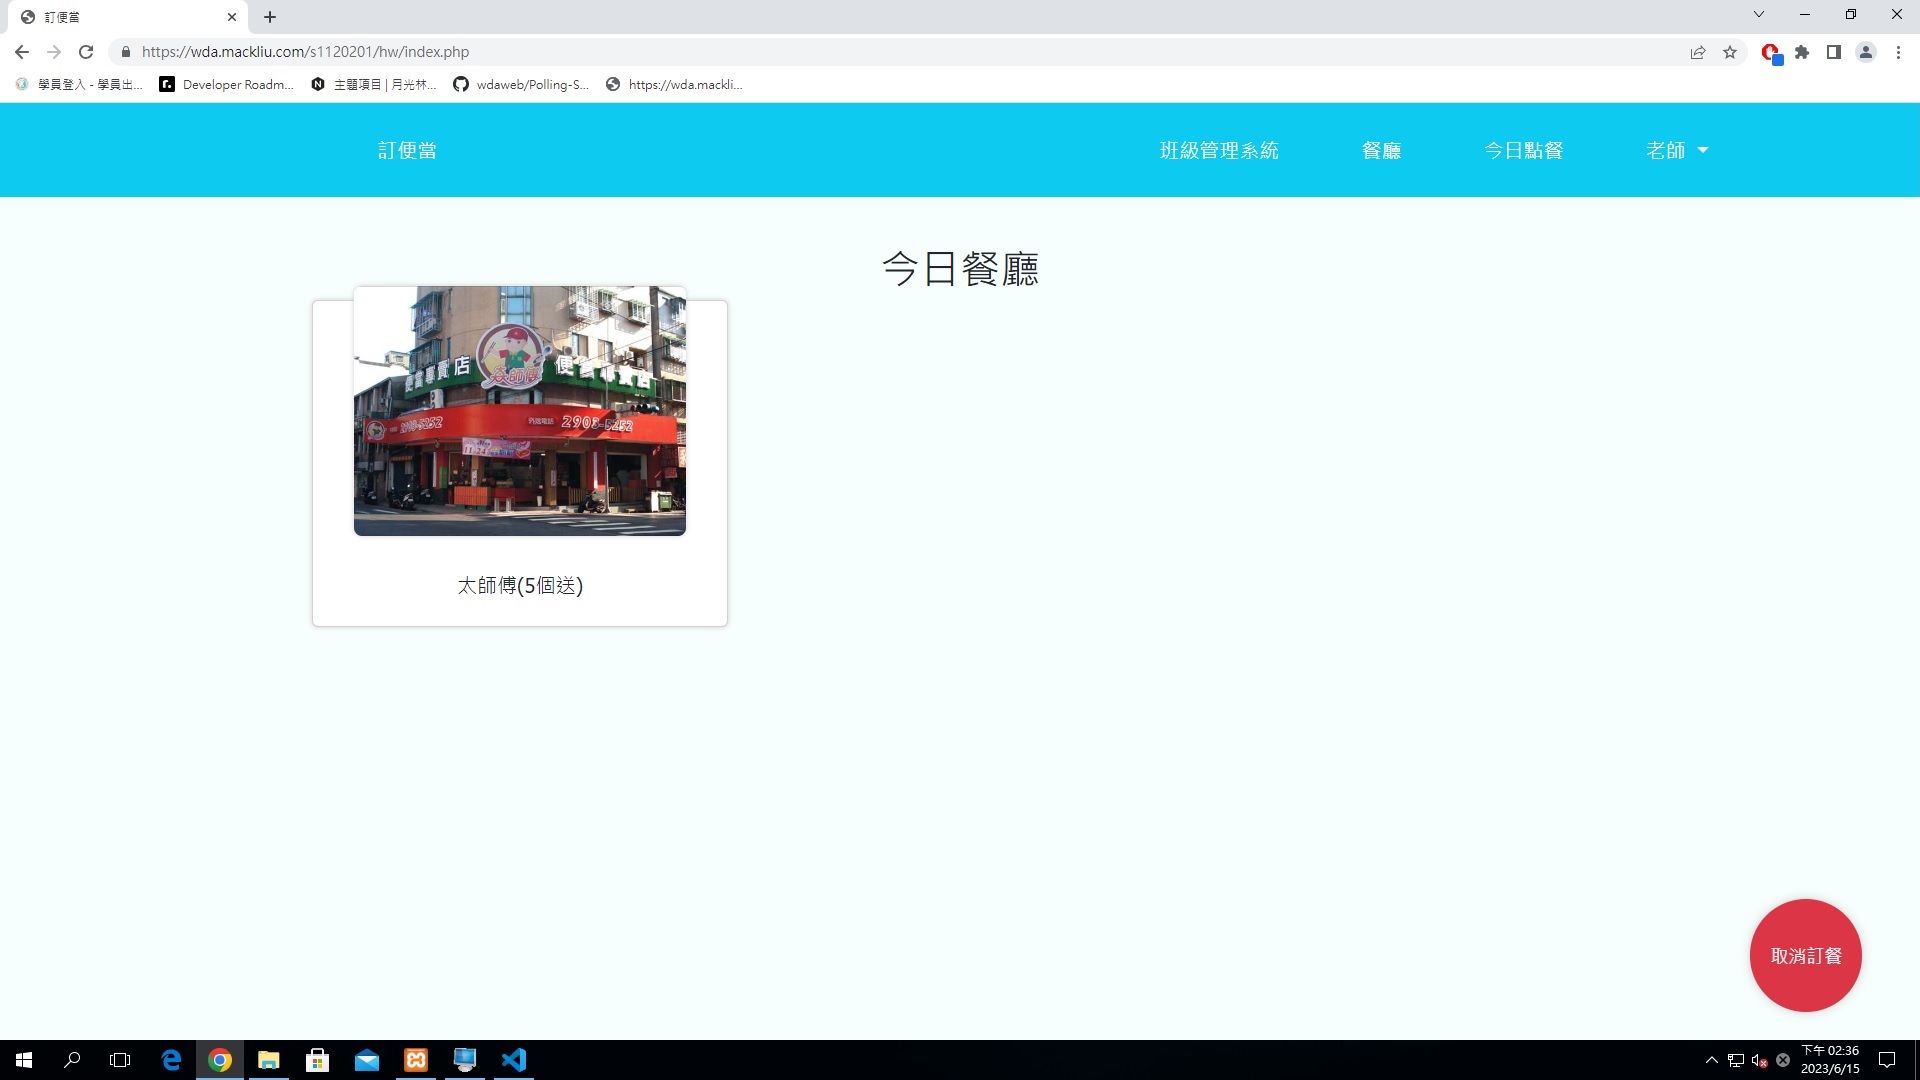 訂便當
https://wda.mackliu.com/s1120201/hw/index.php
學員登入 - 學員出...
Developer Roadm...
主題項目 | 月光林...
wdaweb/Polling-S...
https://wda.mackli...
訂便當
班級管理系統
餐廳
今日點餐
老師
今日餐廳
便當專賣店
便當專賣店
2903-5252
2903-5252
太師傅(5個送)
取消訂餐
下午 02:36
2023/6/15